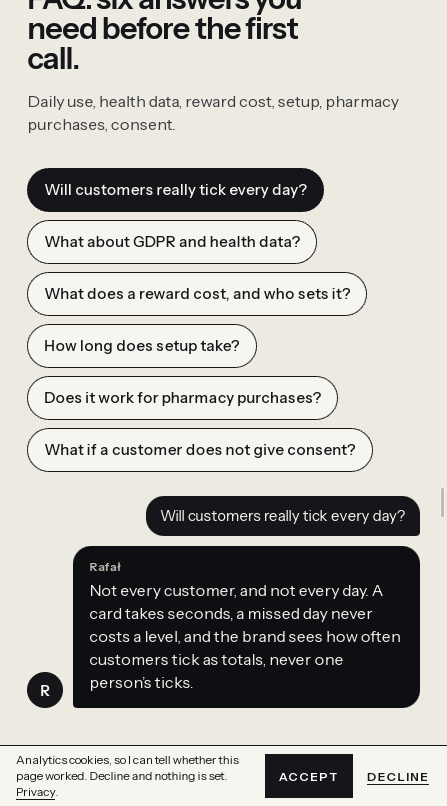 FAQ: six answers you
need before the first
call.
Daily use, health data, reward cost, setup, pharmacy
purchases, consent.
Will customers really tick every day?
What about GDPR and health data?
What does a reward cost, and who sets it?
How long does setup take?
Does it work for pharmacy purchases?
What if a customer does not give consent?
Will customers really tick every day?
Rafał
Not every customer, and not every day. A
card takes seconds, a missed day never
costs a level, and the brand sees how often
customers tick as totals, never one
person's ticks.
R
Analytics cookies, so I can tell whether this
page worked. Decline and nothing is set.
Privacy.
ACCEPT
DECLINE